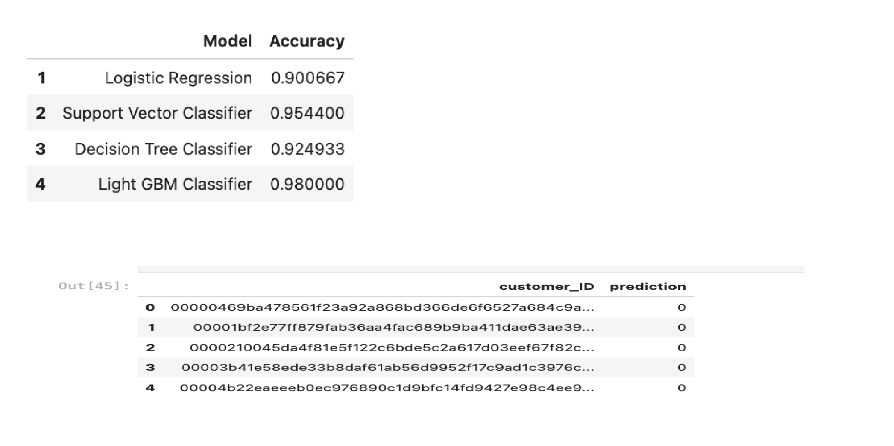 Model Accuracy
1 Logistic Regression 0.900667
2 Support Vector Classifier 0.954400
3 Decision Tree Classifier 0.924933
4 Light GBM Classifier 0.980000
Out[45]:
customer_ID prediction
0 00000469ba478561f23a92a868bd366de6f6527a684c9a... 0
1 00001bf2e77ff879fab36aa4fac689b9ba411dae63ae39... 0
2 0000210045da4f81e5f122c6bde5c2a617d03eef67f82c... 0
3 00003b41e58ede33b8daf61ab56d9952f17c9ad1c3976c... 0
4 00004b22eaeeeb0ec976890c1d9bfc14fd9427e98c4ee9... 0